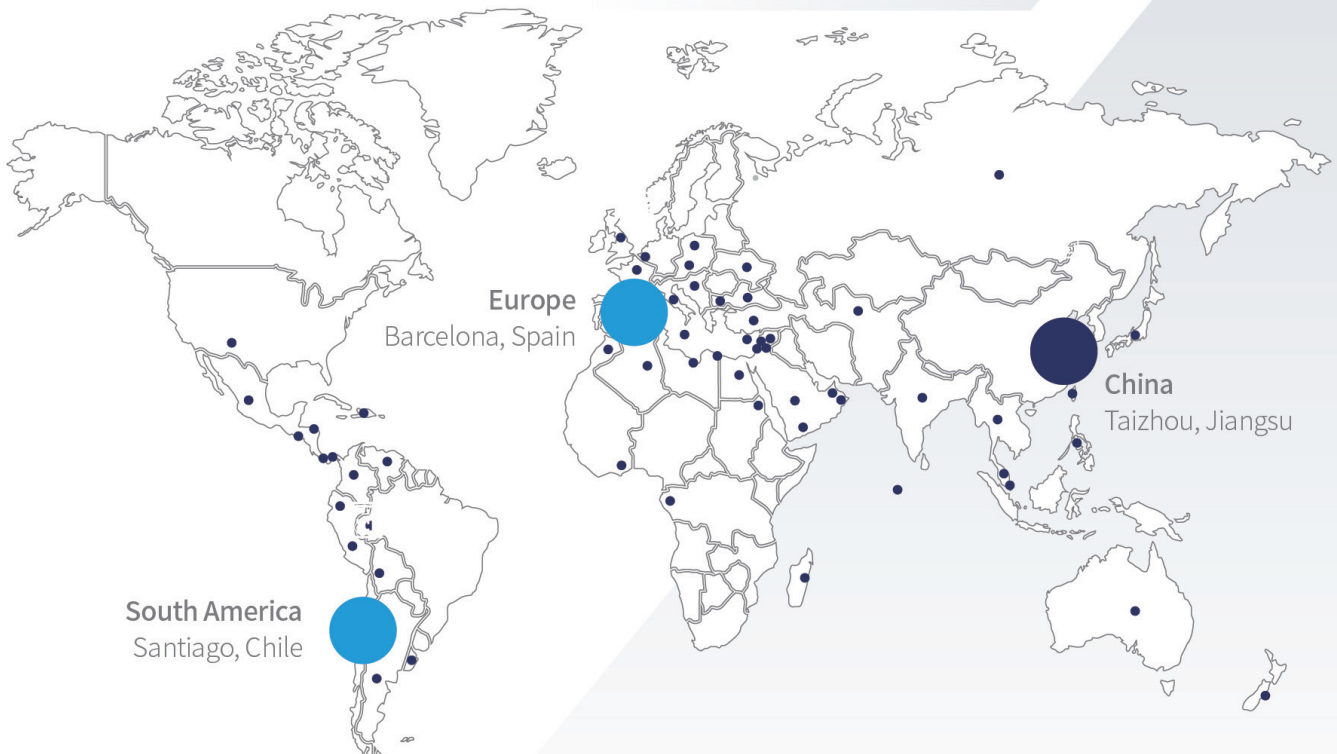 Europe
Barcelona, Spain
China
Taizhou, Jiangsu
South America
Santiago, Chile